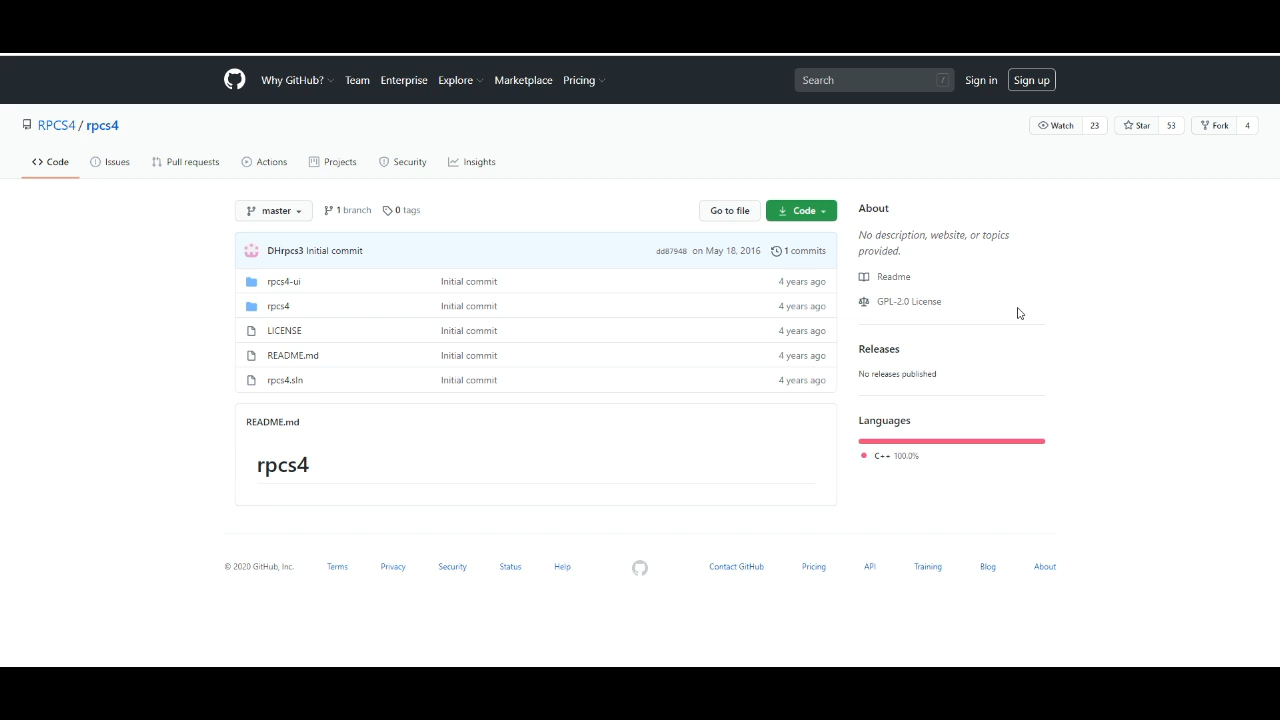 Why GitHub? Team Enterprise Explore Marketplace Pricing Search / Sign in Sign up
RPCS4 / rpcs4 Watch 23 Star 53 Fork 4
Code Issues Pull requests Actions Projects Security Insights
master 1 branch 0 tags Go to file Code
DHrpcs3 Initial commit dd87948 on May 18, 2016 1 commits
rpcs4-ui Initial commit 4 years ago
rpcs4 Initial commit 4 years ago
LICENSE Initial commit 4 years ago
README.md Initial commit 4 years ago
rpcs4.sln Initial commit 4 years ago
README.md
rpcs4
About
No description, website, or topics
provided.
Readme
GPL-2.0 License
Releases
No releases published
Languages
C++ 100.0%
© 2020 GitHub, Inc. Terms Privacy Security Status Help Contact GitHub Pricing API Training Blog About